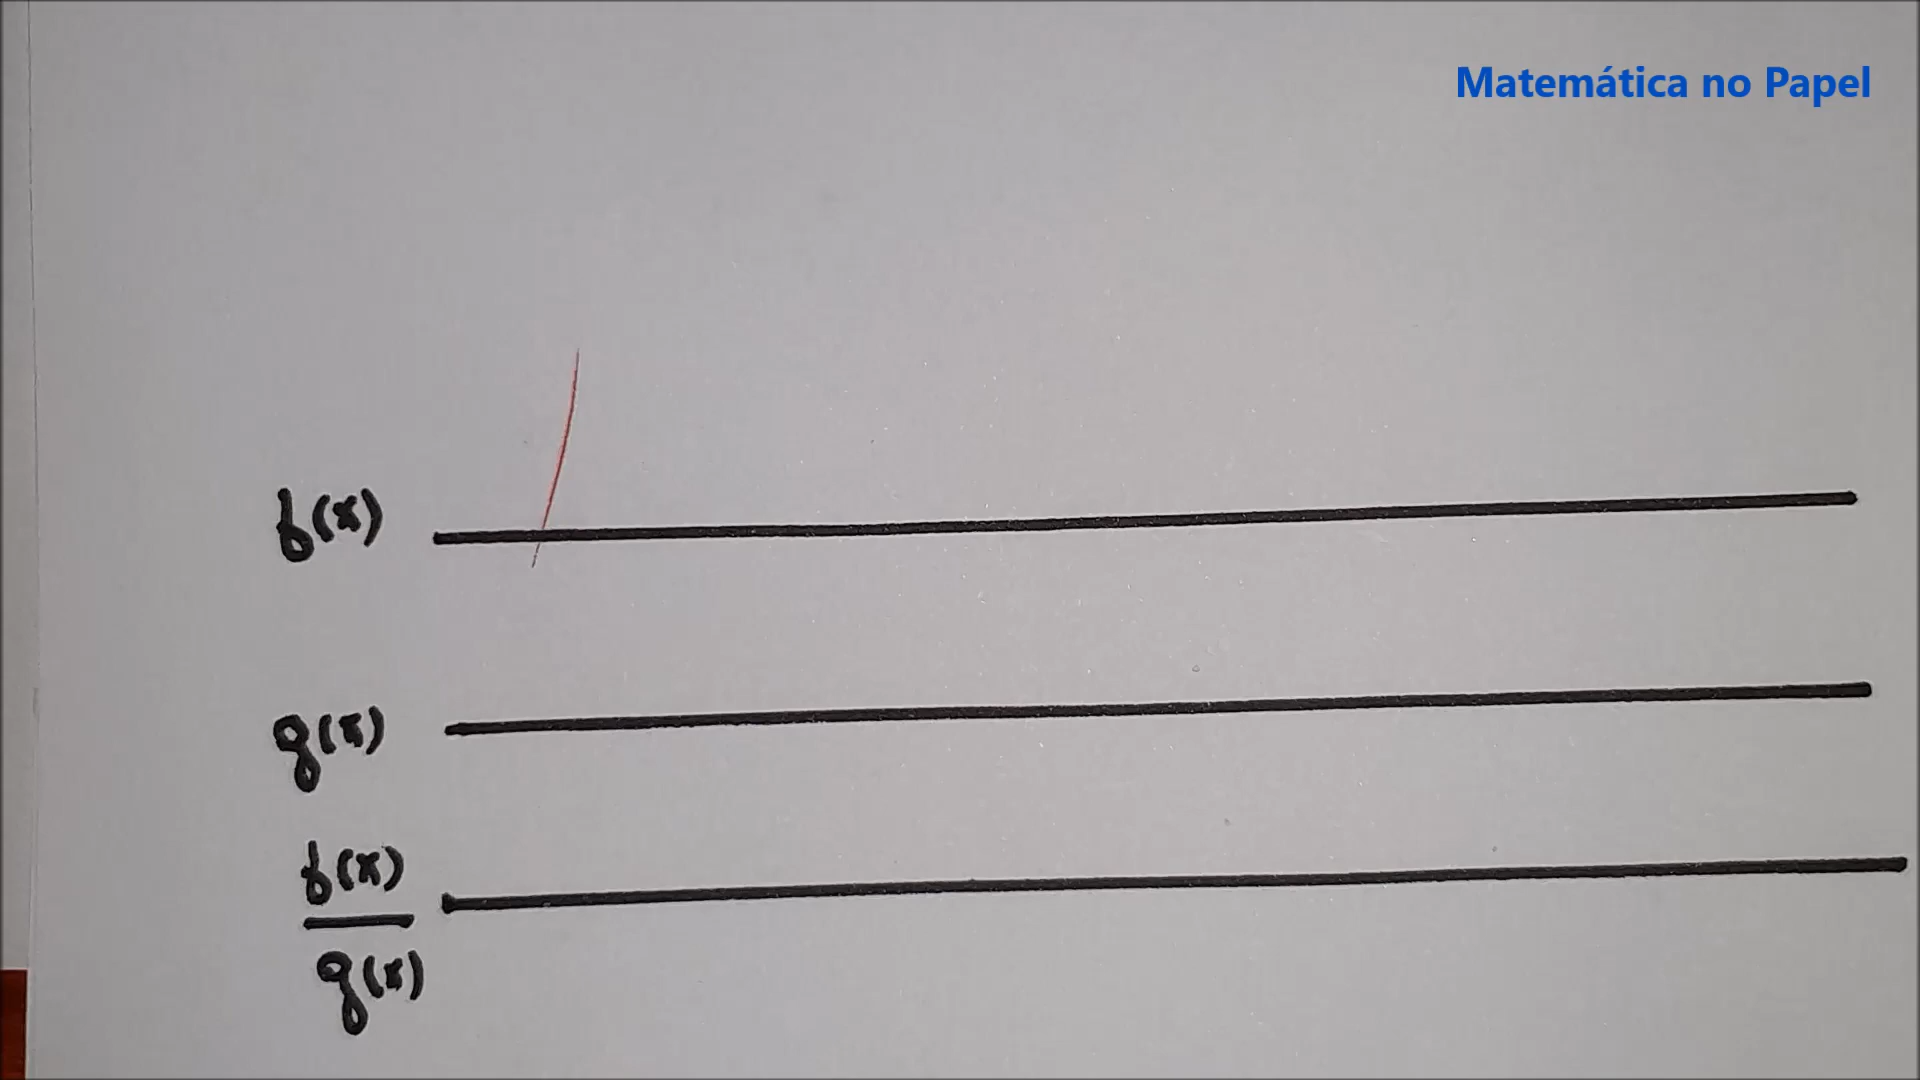 Matemática no Papel
f(x)
g(x)
f(x)
g(x)